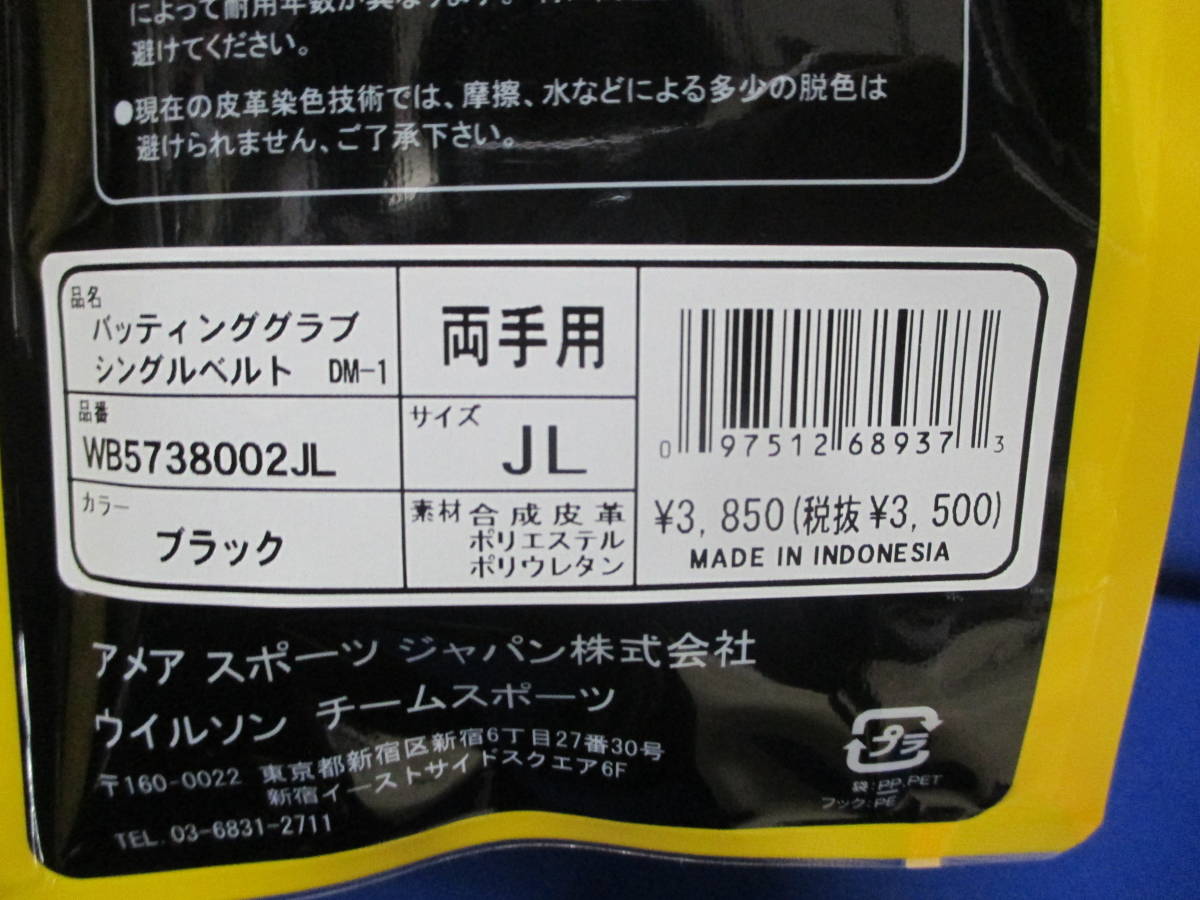 によって耐用年数が異なります。
避けてください。
●現在の皮革染色技術では、摩擦、水などによる多少の脱色は
避けられません、ご了承下さい。
品名
バッティンググラブ
シングルベルト DM-1
両手用
品番
WB5738002JL
サイズ
JL
カラー
ブラック
素材 合成皮革
ポリエステル
ポリウレタン
0 97512 68937 3
¥3,850(税抜¥3,500)
MADE IN INDONESIA
アメア スポーツ ジャパン株式会社
ウイルソン チームスポーツ
〒160-0022 東京都新宿区新宿6丁目27番30号
新宿イーストサイドスクエア6F
TEL. 03-6831-2711
プラ
袋:PP.PET
フック:PE